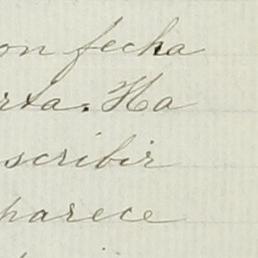 on fecha
rta. Ha
scribir
parece